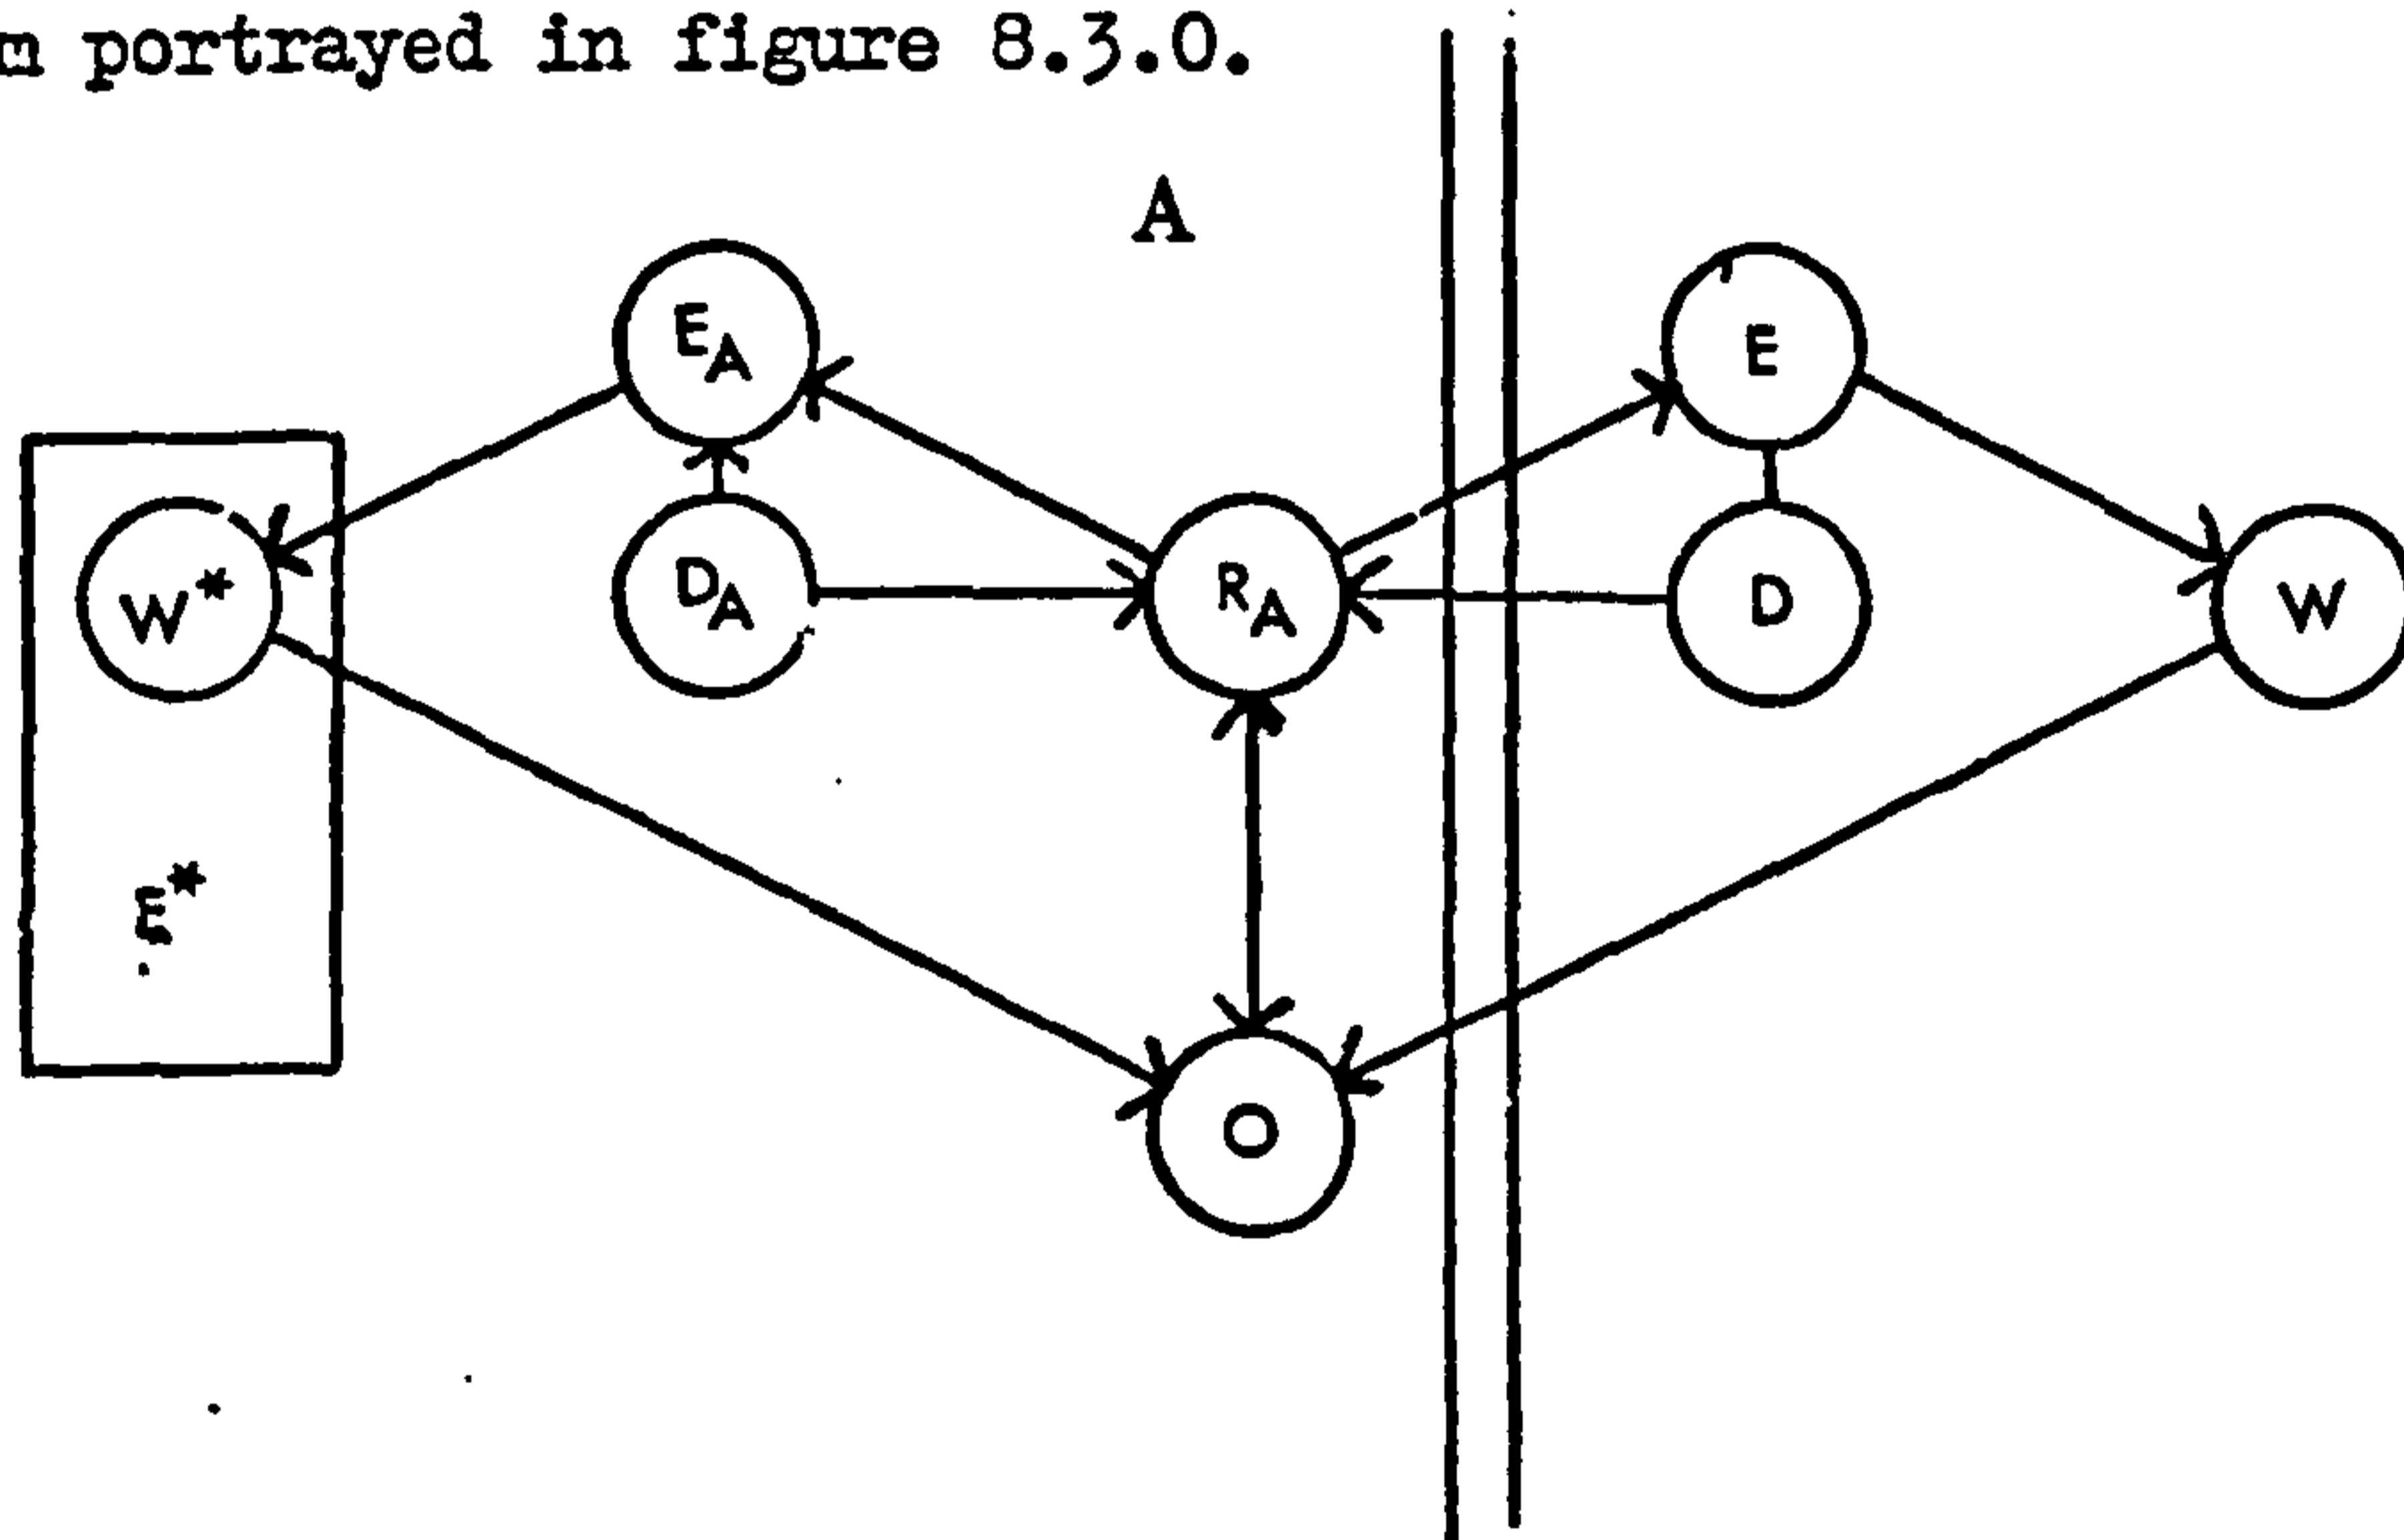 m portrayed in figure 8.3.0.
A
E_A
E
W*
D_A
R_A
D
W
E*
O